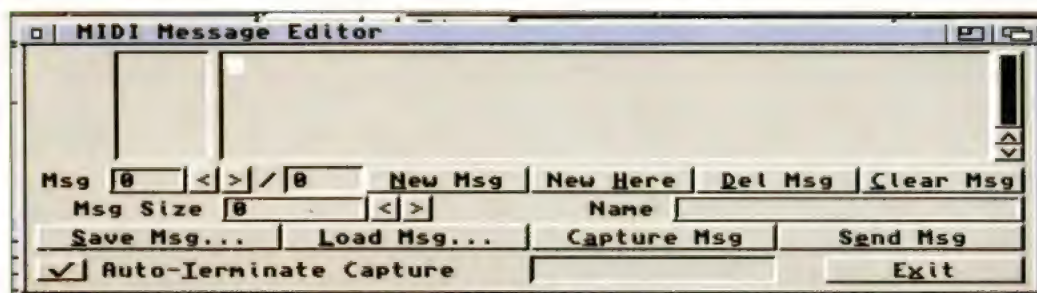 MIDI Message Editor
Msg 0 < > / 0 New Msg New Here Del Msg Clear Msg
Msg Size 0 < > Name
Save Msg... Load Msg... Capture Msg Send Msg
Auto-Terminate Capture Exit